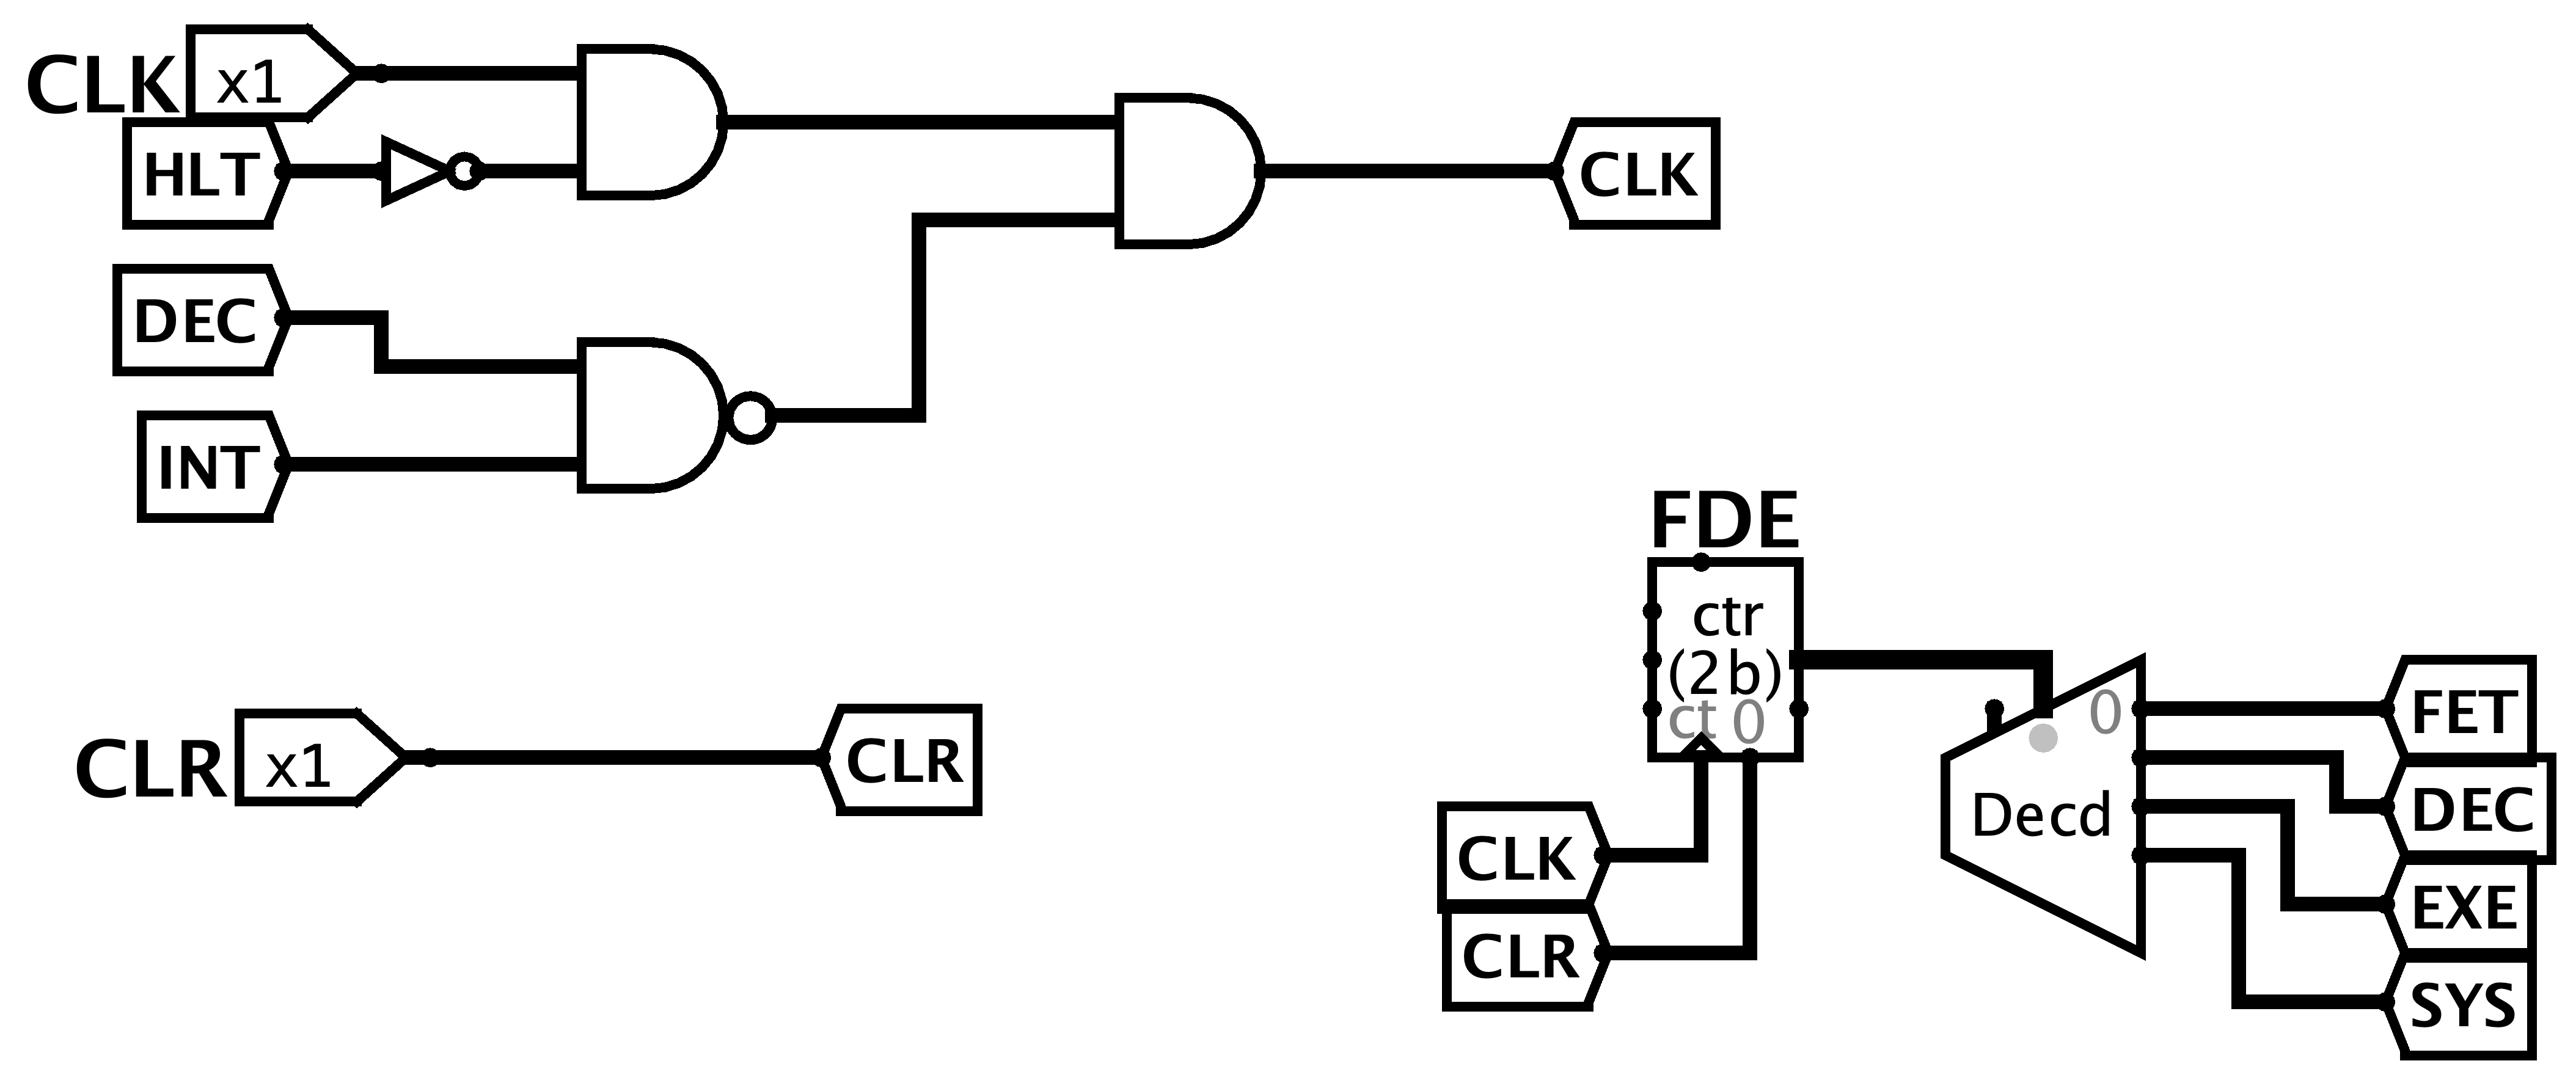 CLK x1
HLT
CLK
DEC
INT
FDE
ctr
(2b)
ct 0
0
Decd
FET
DEC
EXE
SYS
CLR x1
CLR
CLK
CLR